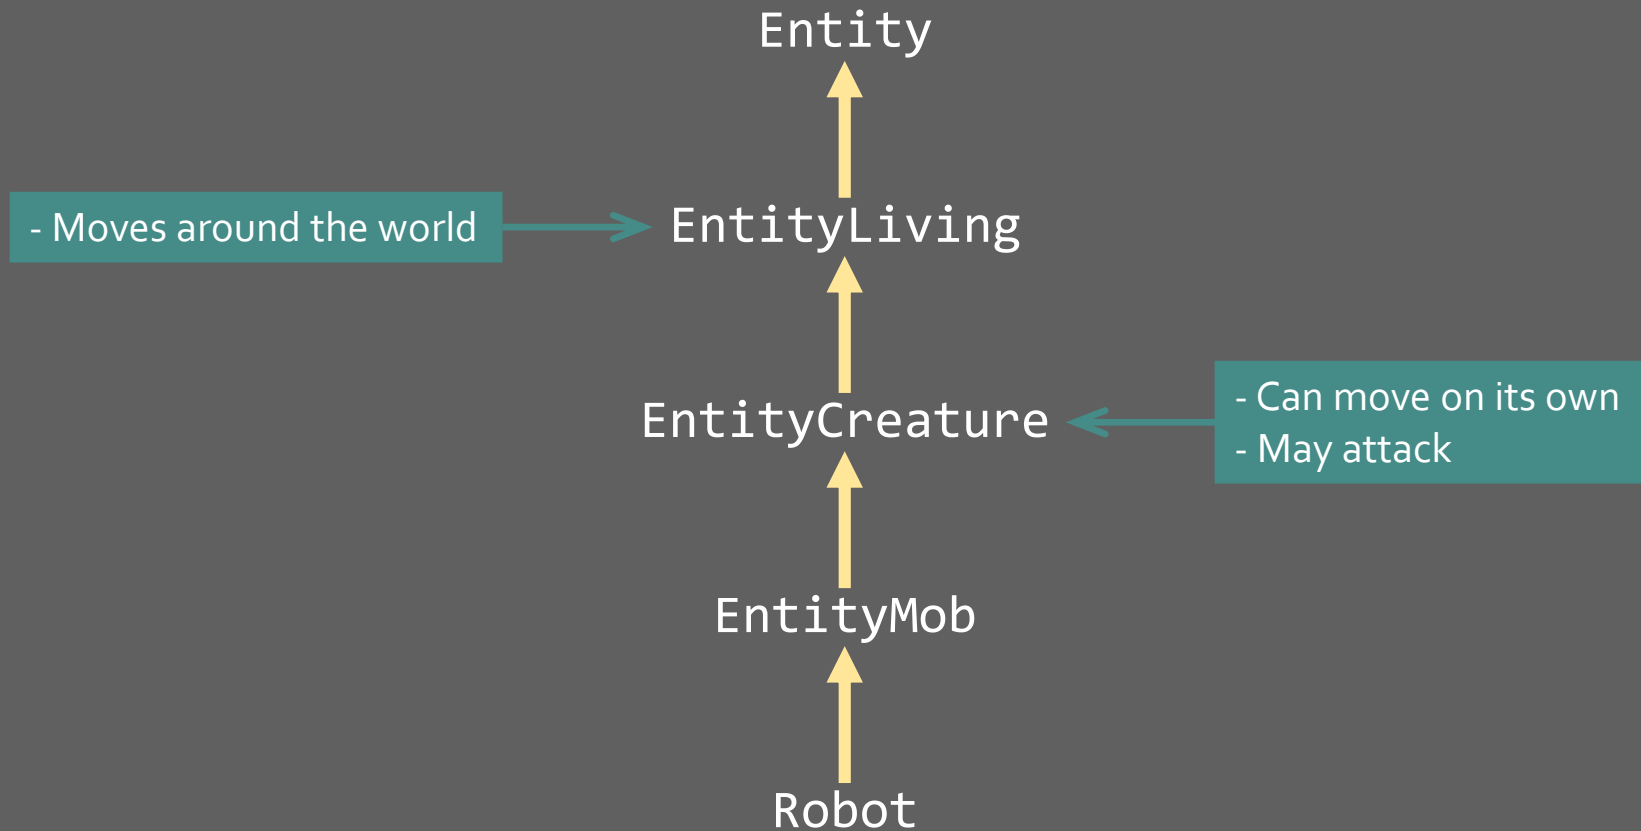 Entity
- Moves around the world
EntityLiving
EntityCreature
- Can move on its own
- May attack
EntityMob
Robot